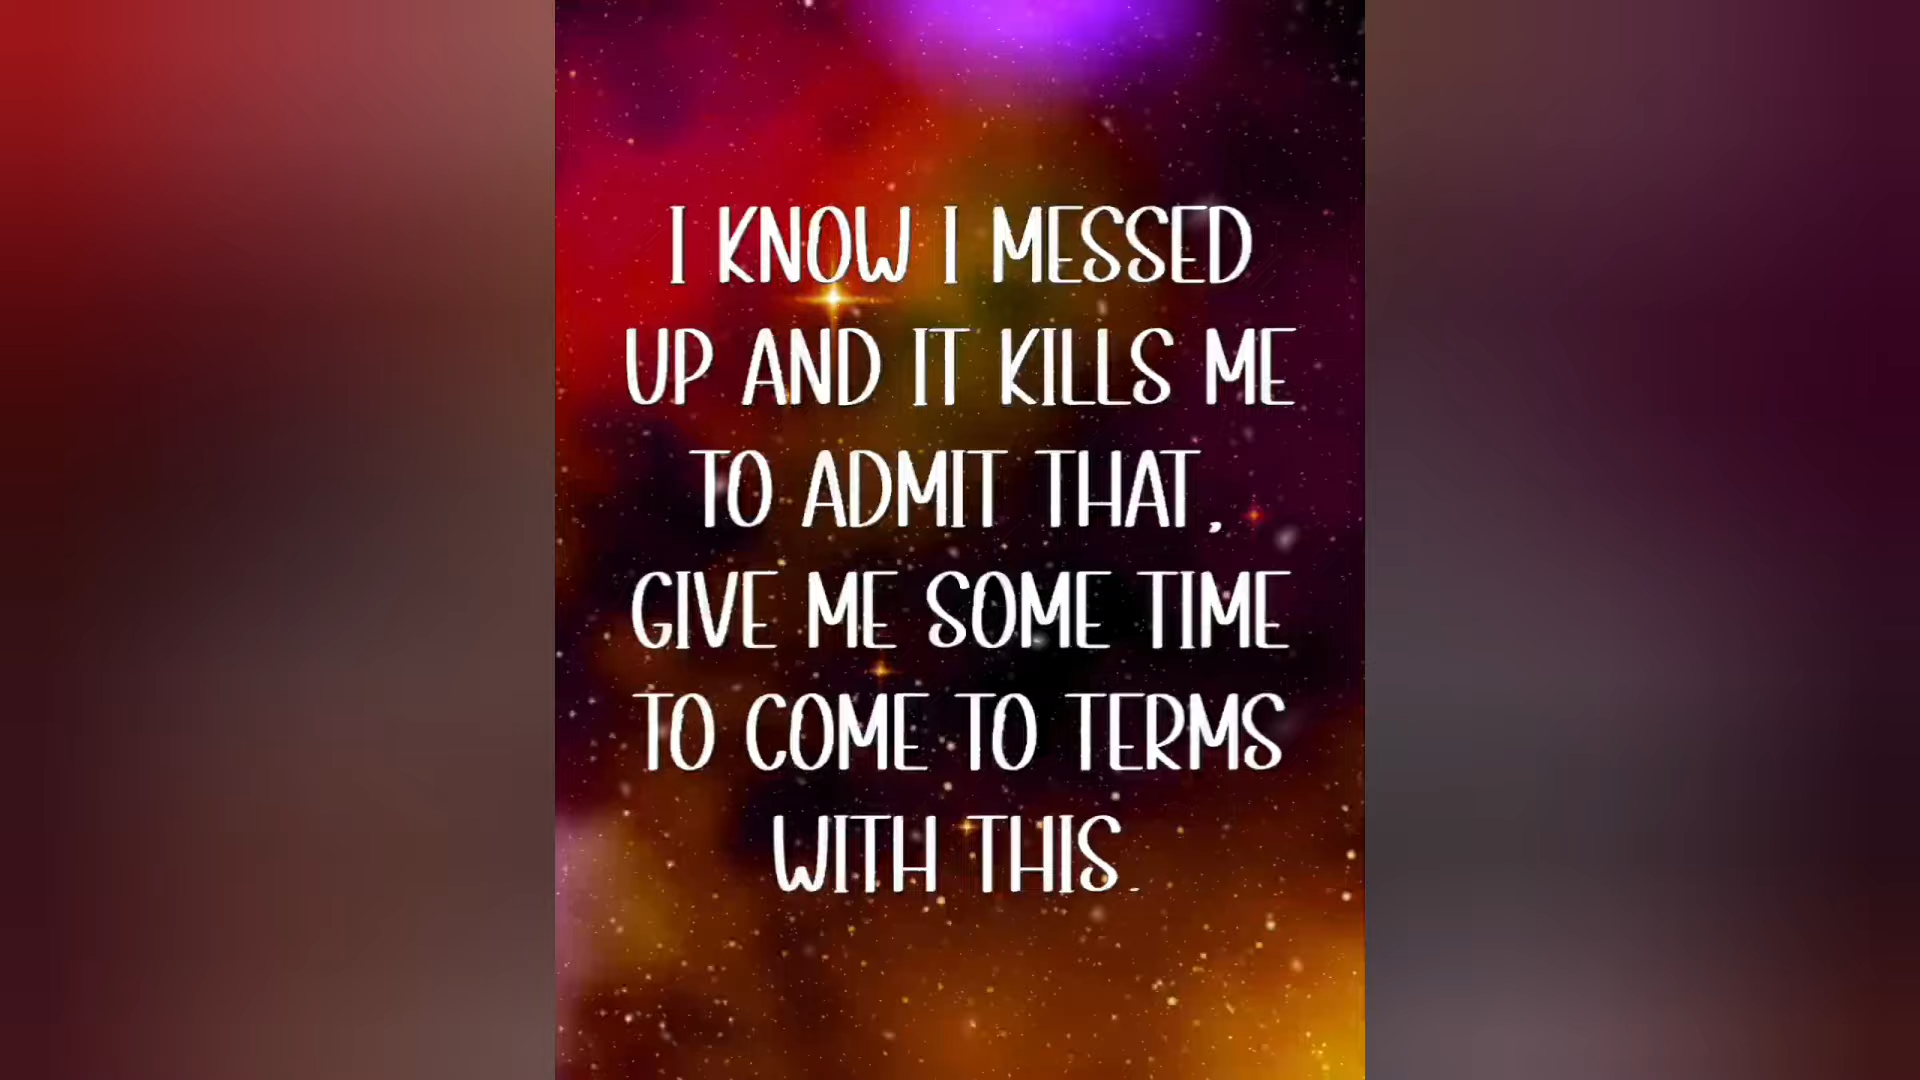 I KNOW I MESSED
UP AND IT KILLS ME
TO ADMIT THAT,
GIVE ME SOME TIME
TO COME TO TERMS
WITH THIS.